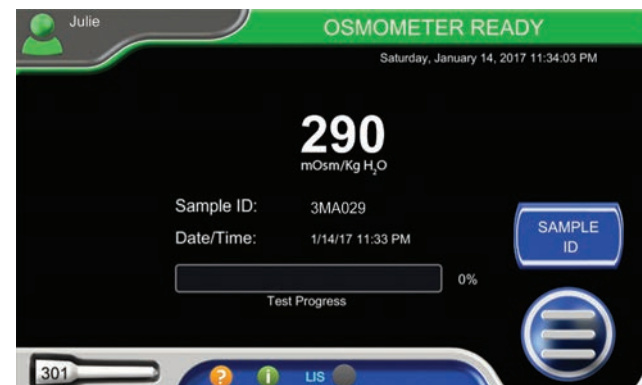 Julie
OSMOMETER READY
Saturday, January 14, 2017 11:34:03 PM
290
mOsm/Kg H₂O
Sample ID: 3MA029
Date/Time: 1/14/17 11:33 PM
SAMPLE
ID
0%
Test Progress
301
?
i
LIS